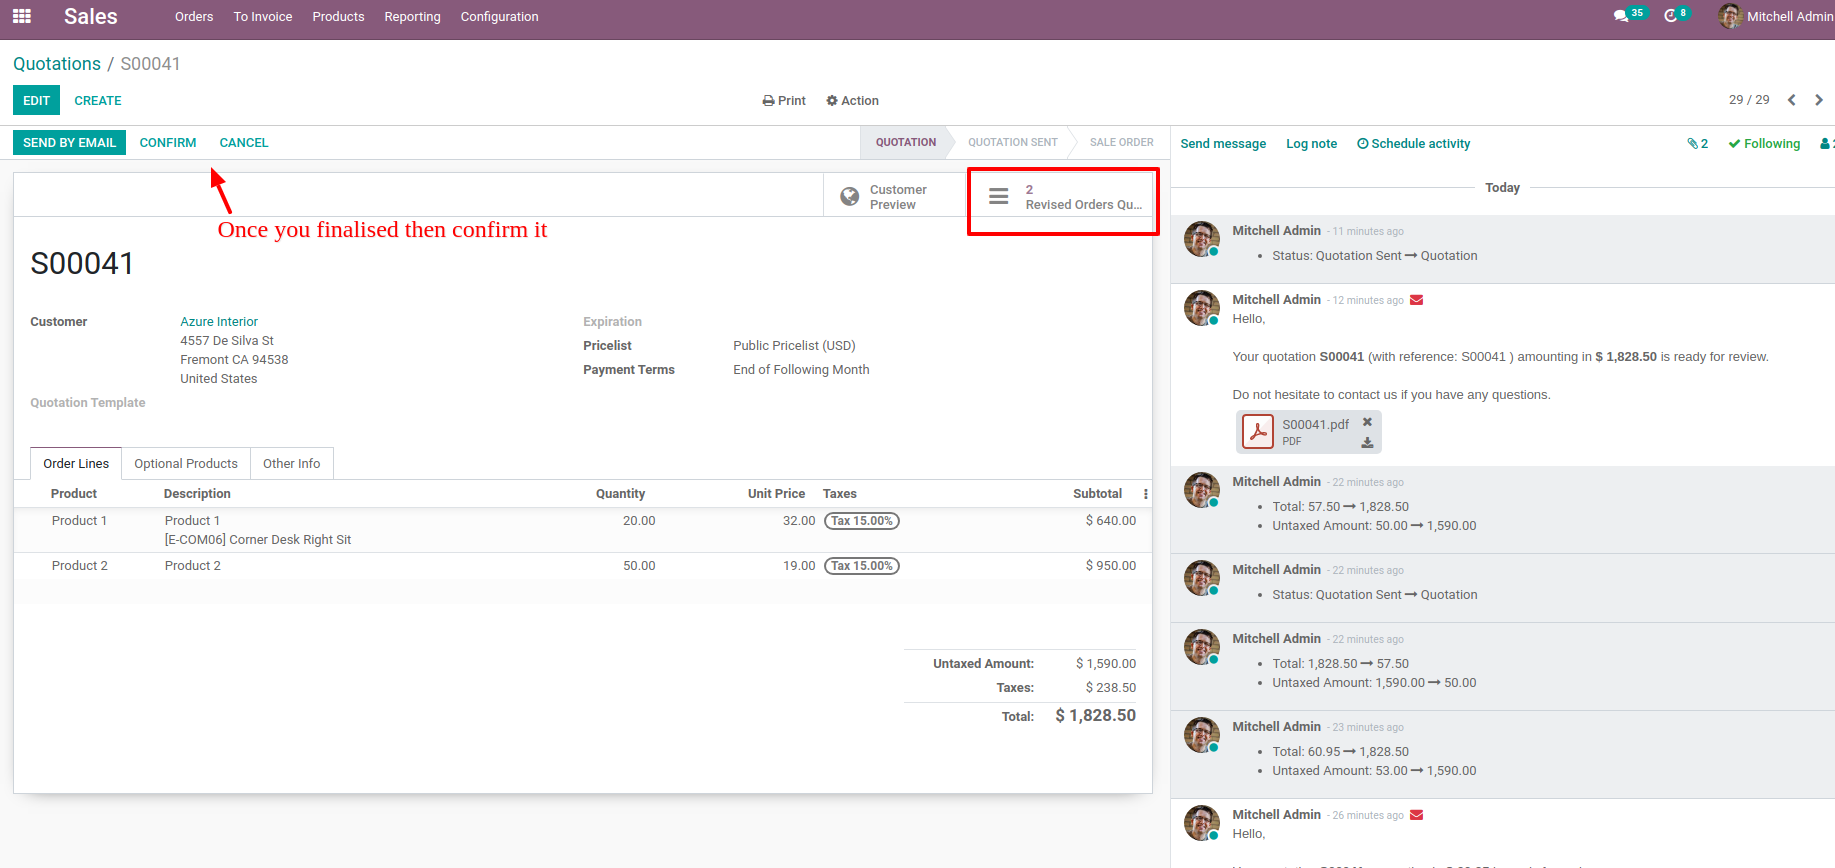 Sales Orders To Invoice Products Reporting Configuration 35 8 Mitchell Admin
Quotations / S00041
EDIT CREATE Print Action 29 / 29
SEND BY EMAIL CONFIRM CANCEL QUOTATION QUOTATION SENT SALE ORDER
Customer Preview
2 Revised Orders Qu...
Once you finalised then confirm it
S00041
Customer Azure Interior
4557 De Silva St
Fremont CA 94538
United States
Quotation Template
Expiration
Pricelist Public Pricelist (USD)
Payment Terms End of Following Month
Order Lines Optional Products Other Info
Product Description Quantity Unit Price Taxes Subtotal
Product 1 Product 1 20.00 32.00 Tax 15.00% $ 640.00
[E-COM06] Corner Desk Right Sit
Product 2 Product 2 50.00 19.00 Tax 15.00% $ 950.00
Untaxed Amount: $ 1,590.00
Taxes: $ 238.50
Total: $ 1,828.50
Send message Log note Schedule activity 2 Following
Today
Mitchell Admin - 11 minutes ago
• Status: Quotation Sent → Quotation
Mitchell Admin - 12 minutes ago
Hello,
Your quotation S00041 (with reference: S00041 ) amounting in $ 1,828.50 is ready for review.
Do not hesitate to contact us if you have any questions.
S00041.pdf
PDF
Mitchell Admin - 22 minutes ago
• Total: 57.50 → 1,828.50
• Untaxed Amount: 50.00 → 1,590.00
Mitchell Admin - 22 minutes ago
• Status: Quotation Sent → Quotation
Mitchell Admin - 22 minutes ago
• Total: 1,828.50 → 57.50
• Untaxed Amount: 1,590.00 → 50.00
Mitchell Admin - 23 minutes ago
• Total: 60.95 → 1,828.50
• Untaxed Amount: 53.00 → 1,590.00
Mitchell Admin - 26 minutes ago
Hello,